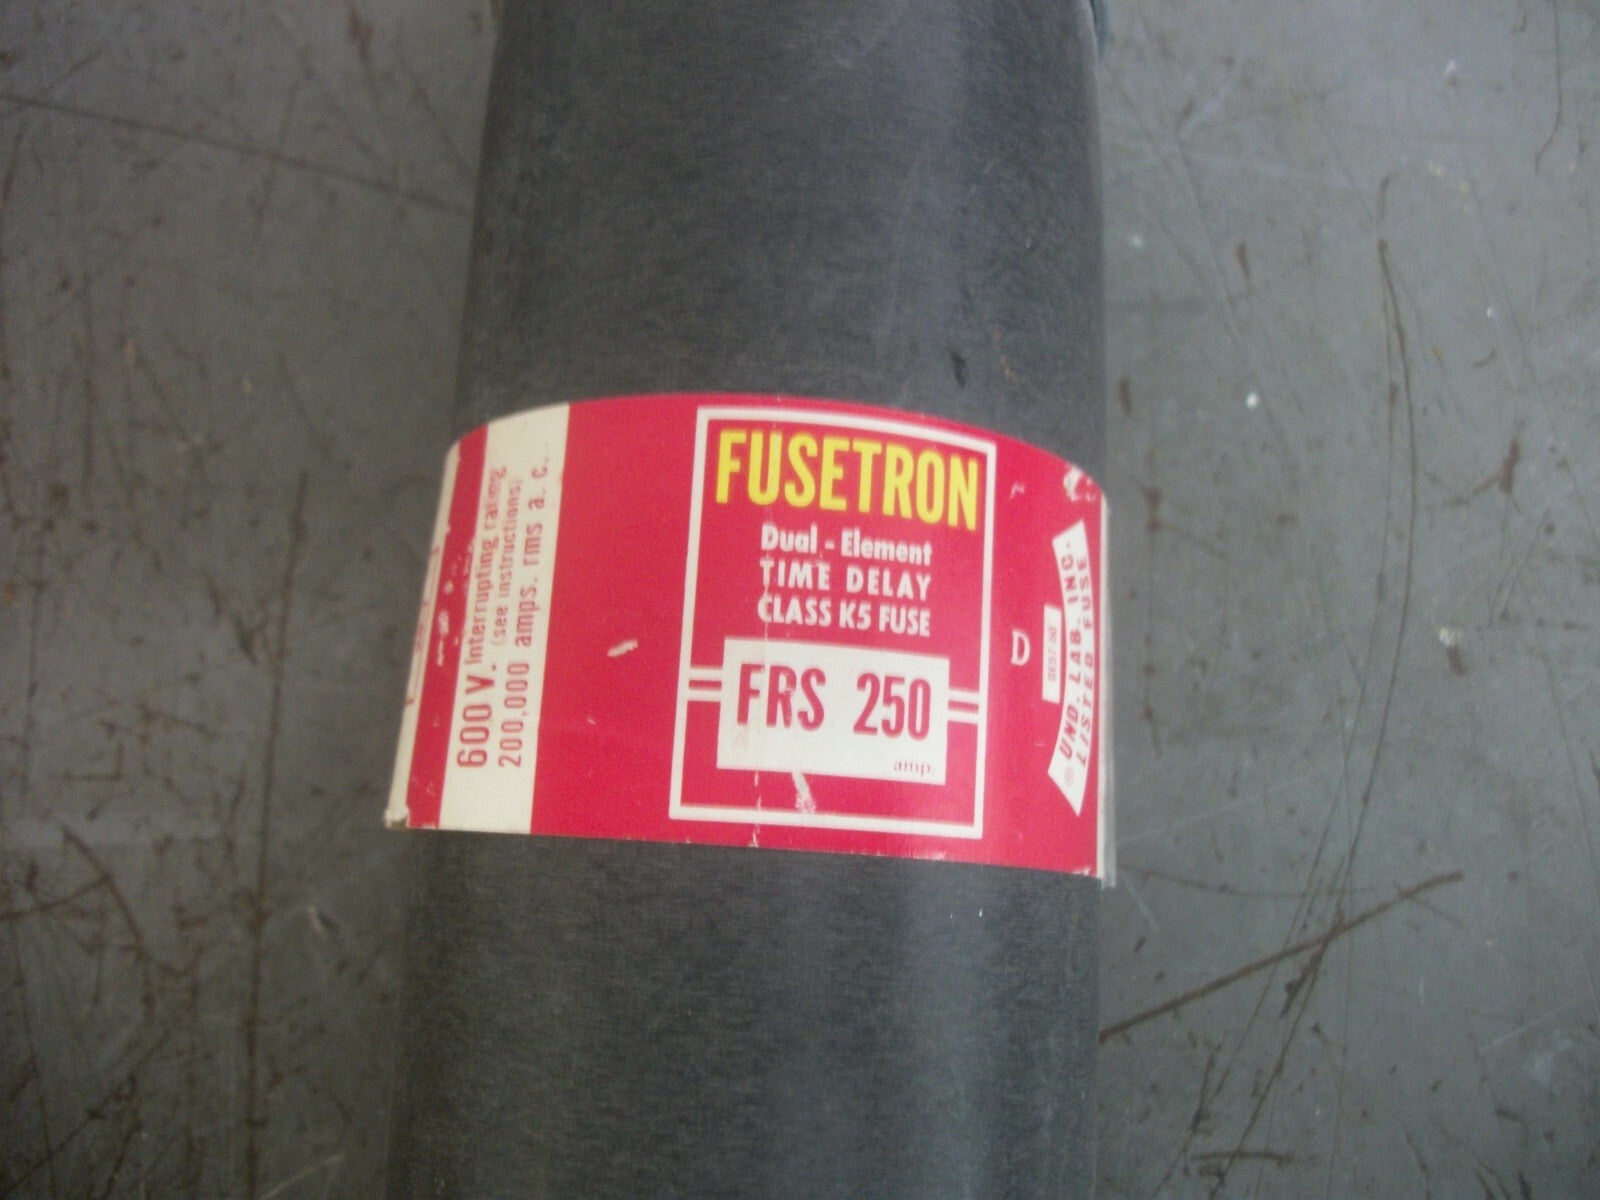 FUSETRON
Dual - Element
TIME DELAY
CLASS K5 FUSE
FRS 250
amp.
600 V. Interrupting rating
(see instructions)
200,000 amps. rms a. c.
D
UND. LAB. INC.
LISTED FUSE